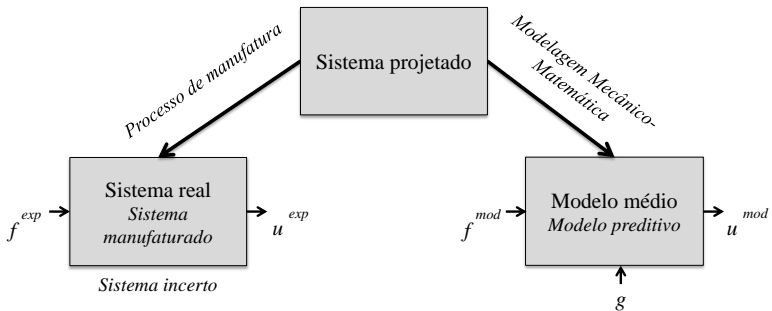 Sistema projetado
Processo de manufatura
Modelagem Mecânico-
Matemática
Sistema real
Sistema
manufaturado
f exp
u exp
Sistema incerto
Modelo médio
Modelo preditivo
f mod
u mod
g